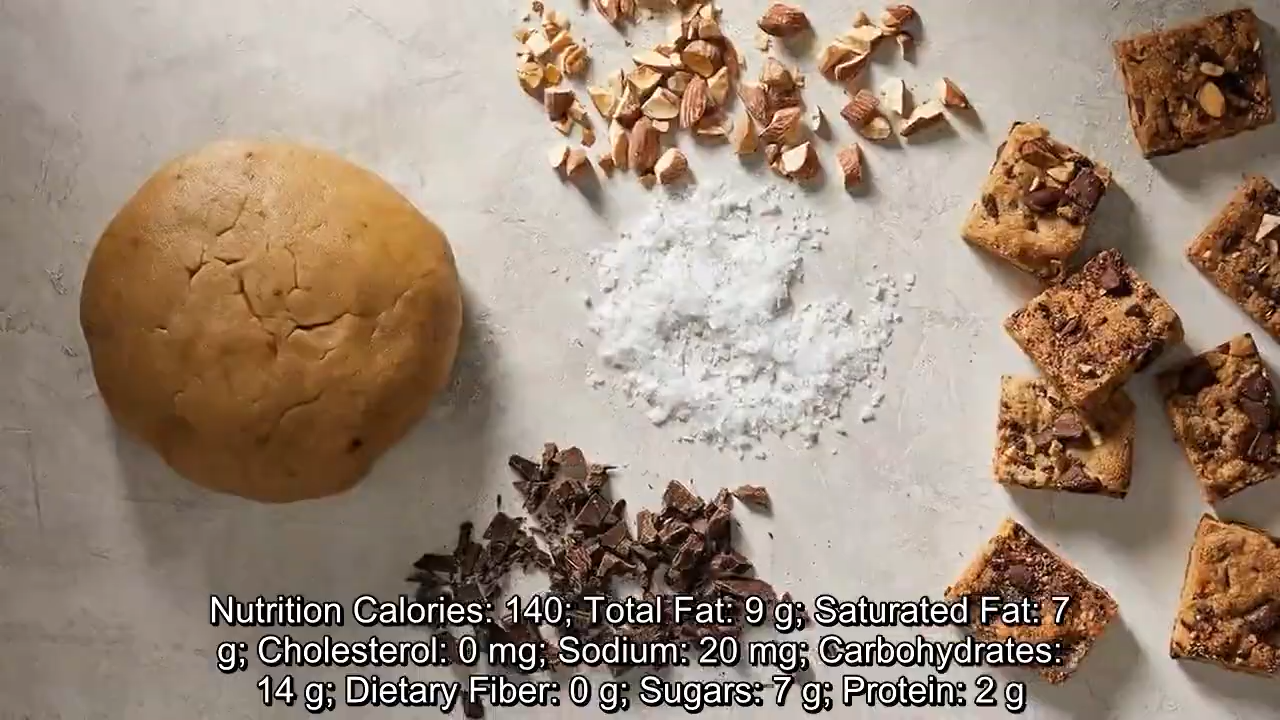 Nutrition Calories: 140; Total Fat: 9 g; Saturated Fat: 7
g; Cholesterol: 0 mg; Sodium: 20 mg; Carbohydrates:
14 g; Dietary Fiber: 0 g; Sugars: 7 g; Protein: 2 g